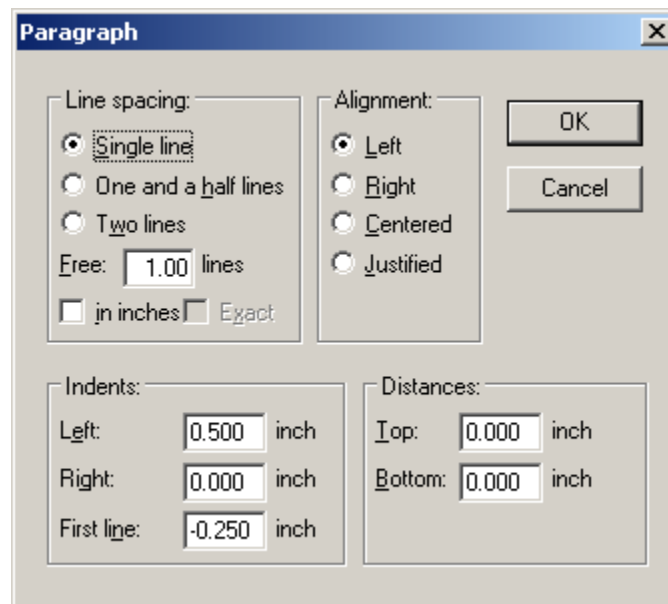 Paragraph
Line spacing:
Single line
One and a half lines
Two lines
Free: 1.00 lines
in inches Exact
Alignment:
Left
Right
Centered
Justified
OK
Cancel
Indents:
Left: 0.500 inch
Right: 0.000 inch
First line: -0.250 inch
Distances:
Top: 0.000 inch
Bottom: 0.000 inch